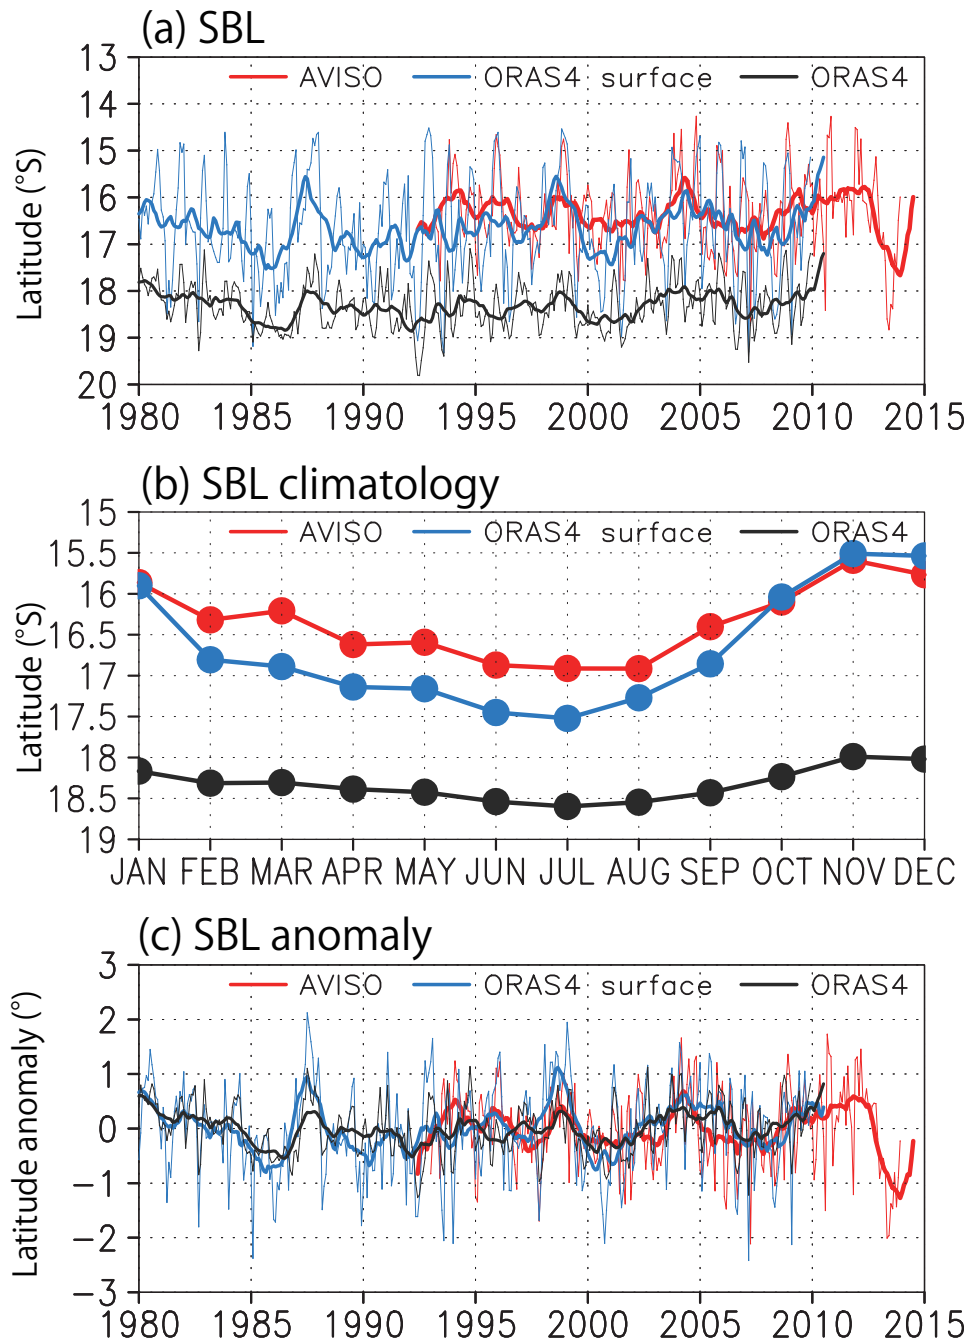 (a) SBL
AVISO ORAS4 surface ORAS4
Latitude (°S)
13
14
15
16
17
18
19
20
1980 1985 1990 1995 2000 2005 2010 2015
(b) SBL climatology
AVISO ORAS4 surface ORAS4
Latitude (°S)
15
15.5
16
16.5
17
17.5
18
18.5
19
JAN FEB MAR APR MAY JUN JUL AUG SEP OCT NOV DEC
(c) SBL anomaly
AVISO ORAS4 surface ORAS4
Latitude anomaly (°)
3
2
1
0
−1
−2
−3
1980 1985 1990 1995 2000 2005 2010 2015